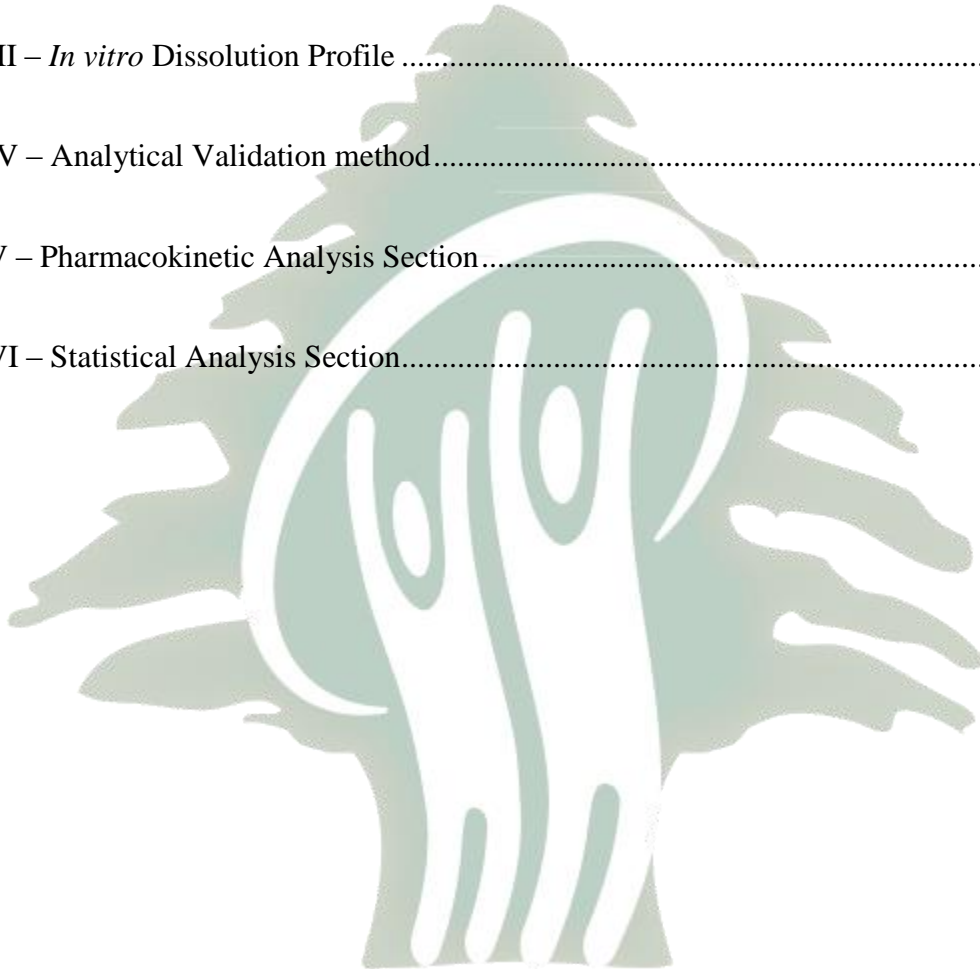 II – In vitro Dissolution Profile ................................................................................
V – Analytical Validation method............................................................................
V – Pharmacokinetic Analysis Section......................................................................
VI – Statistical Analysis Section................................................................................